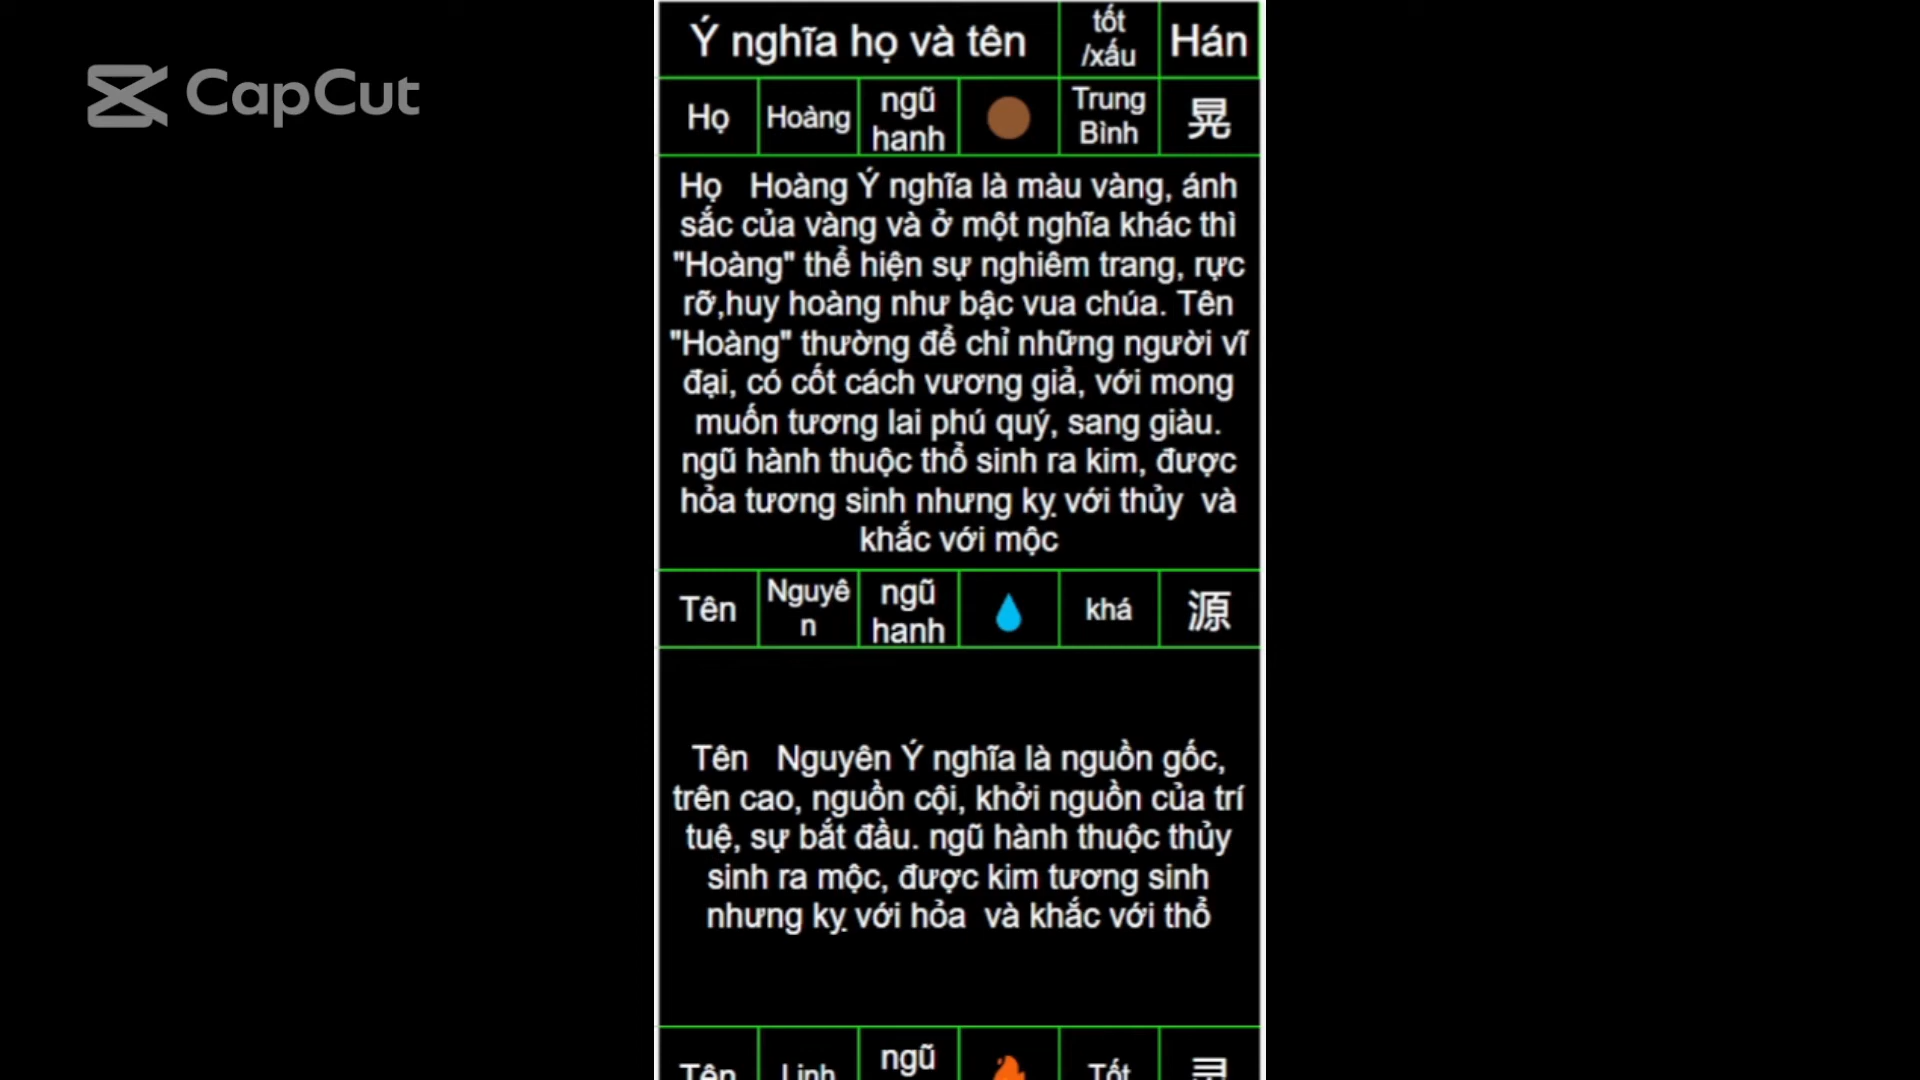 CapCut
Ý nghĩa họ và tên
tốt
/xấu
Hán
Họ
Hoàng
ngũ
hanh
Trung
Bình
晃
Họ   Hoàng Ý nghĩa là màu vàng, ánh
sắc của vàng và ở một nghĩa khác thì
"Hoàng" thể hiện sự nghiêm trang, rực
rỡ,huy hoàng như bậc vua chúa. Tên
"Hoàng" thường để chỉ những người vĩ
đại, có cốt cách vương giả, với mong
muốn tương lai phú quý, sang giàu.
ngũ hành thuộc thổ sinh ra kim, được
hỏa tương sinh nhưng kỵ với thủy  và
khắc với mộc
Tên
Nguyê
n
ngũ
hanh
khá
源
Tên   Nguyên Ý nghĩa là nguồn gốc,
trên cao, nguồn cội, khởi nguồn của trí
tuệ, sự bắt đầu. ngũ hành thuộc thủy
sinh ra mộc, được kim tương sinh
nhưng kỵ với hỏa  và khắc với thổ
Tên
Linh
ngũ
Tốt